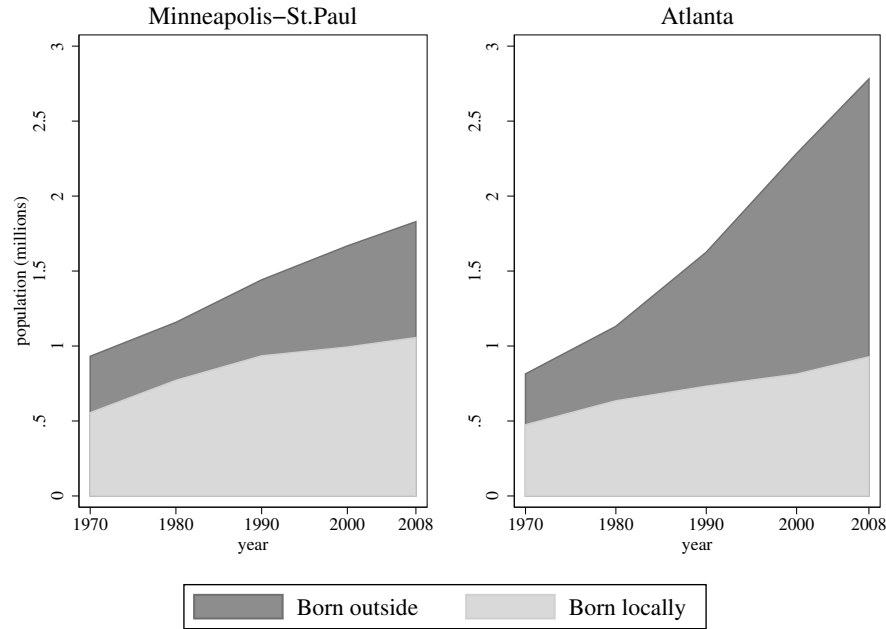 Minneapolis−St.Paul
Atlanta
population (millions)
3
2.5
2
1.5
1
.5
0
1970 1980 1990 2000 2008
year
3
2.5
2
1.5
1
.5
0
1970 1980 1990 2000 2008
year
Born outside Born locally